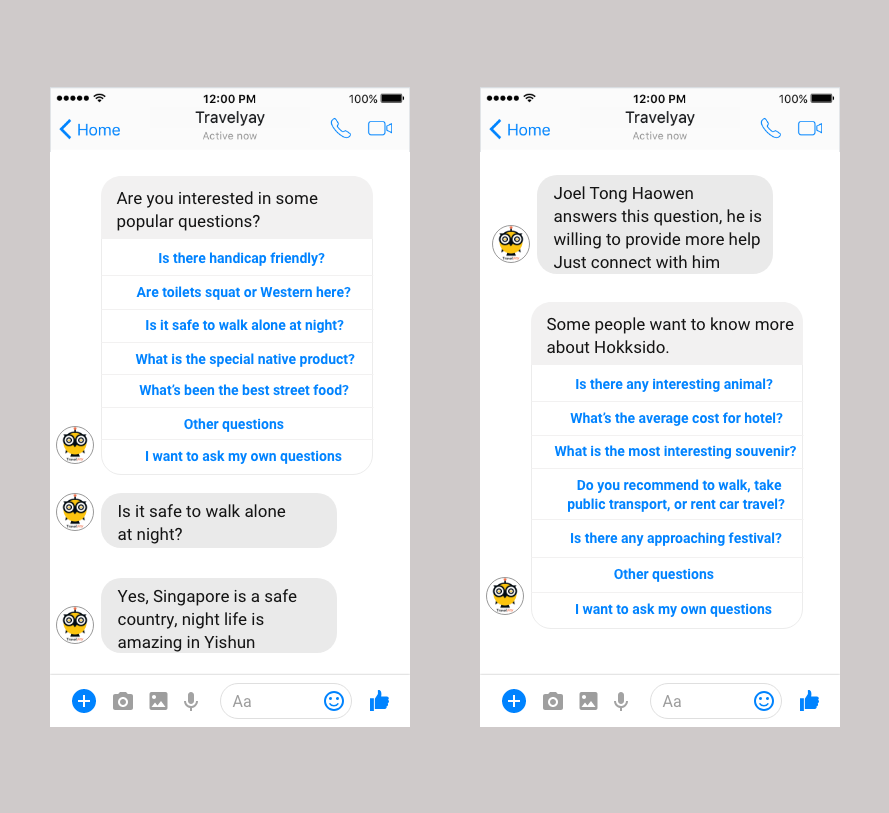 12:00 PM
100%
Home
Travelyay
Active now
Are you interested in some
popular questions?
Is there handicap friendly?
Are toilets squat or Western here?
Is it safe to walk alone at night?
What is the special native product?
What's been the best street food?
Other questions
I want to ask my own questions
Is it safe to walk alone
at night?
Yes, Singapore is a safe
country, night life is
amazing in Yishun
Aa
12:00 PM
100%
Home
Travelyay
Active now
Joel Tong Haowen
answers this question, he is
willing to provide more help
Just connect with him
Some people want to know more
about Hokksido.
Is there any interesting animal?
What's the average cost for hotel?
What is the most interesting souvenir?
Do you recommend to walk, take
public transport, or rent car travel?
Is there any approaching festival?
Other questions
I want to ask my own questions
Aa